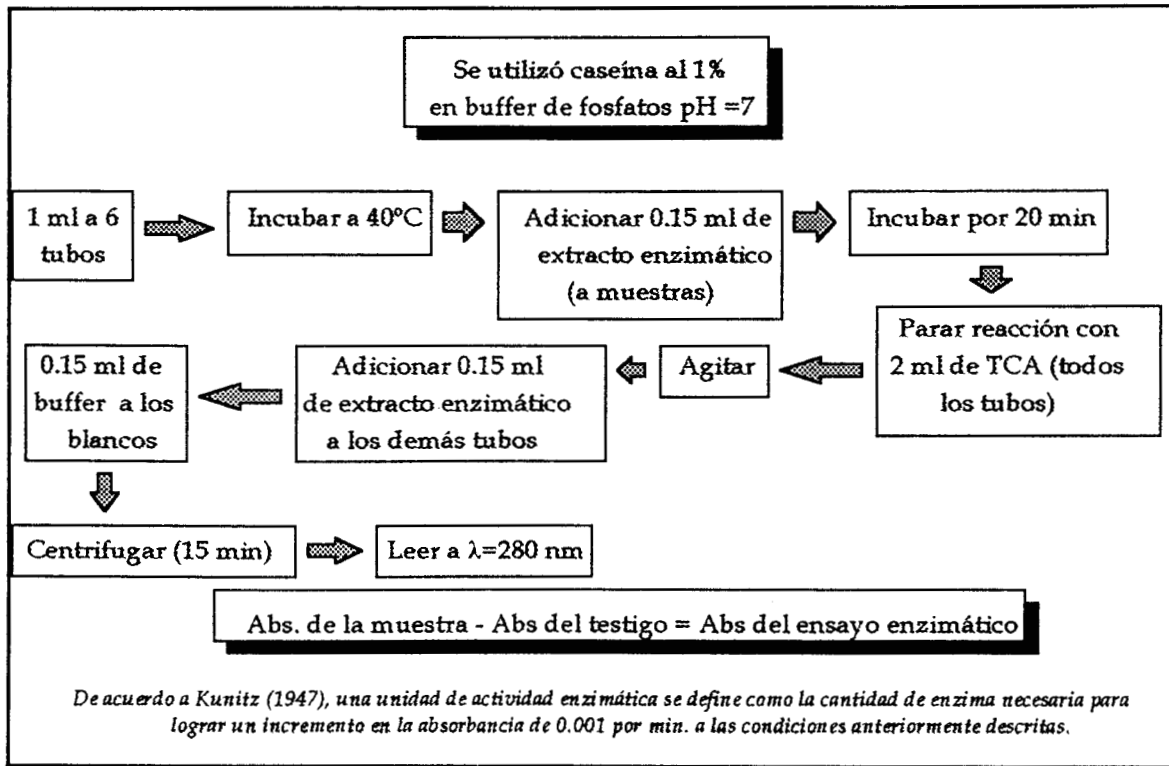 Se utilizó caseína al 1%
en buffer de fosfatos pH =7
1 ml a 6
tubos
Incubar a 40ºC
Adicionar 0.15 ml de
extracto enzimático
(a muestras)
Incubar por 20 min
Parar reacción con
2 ml de TCA (todos
los tubos)
Agitar
Adicionar 0.15 ml
de extracto enzimático
a los demás tubos
0.15 ml de
buffer a los
blancos
Centrifugar (15 min)
Leer a λ=280 nm
Abs. de la muestra - Abs del testigo = Abs del ensayo enzimático
De acuerdo a Kunitz (1947), una unidad de actividad enzimática se define como la cantidad de enzima necesaria para
lograr un incremento en la absorbancia de 0.001 por min. a las condiciones anteriormente descritas.